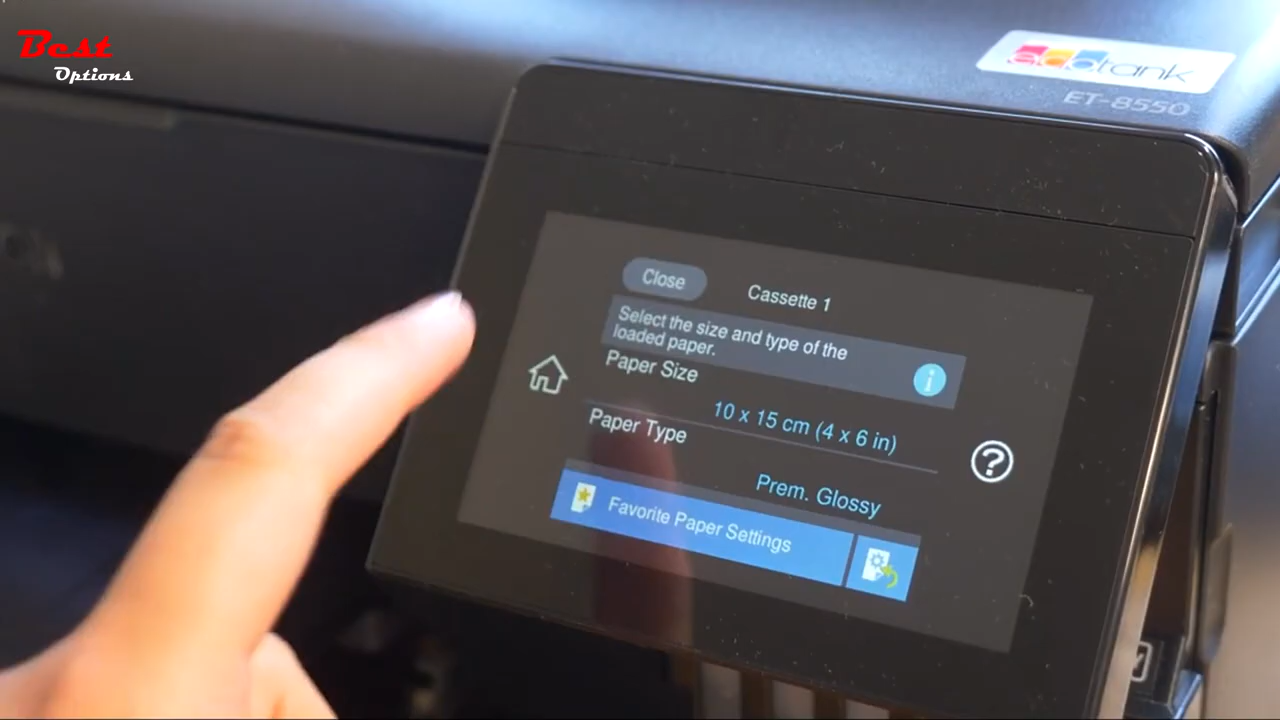 Best
Options
ecotank
ET-8550
Close
Cassette 1
Select the size and type of the
loaded paper.
i
Paper Size
10 x 15 cm (4 x 6 in)
Paper Type
?
Prem. Glossy
Favorite Paper Settings